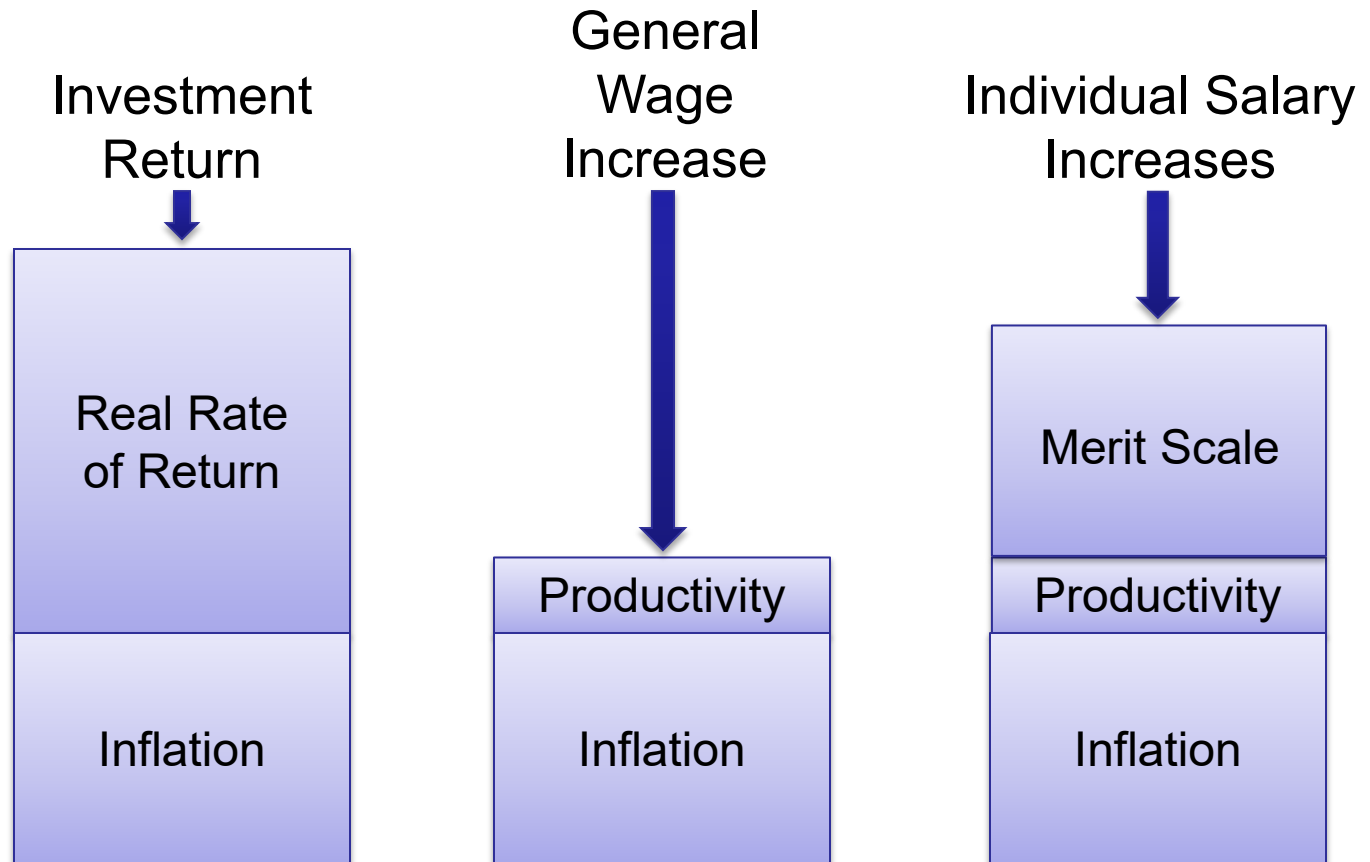 Investment
Return
General
Wage
Increase
Individual Salary
Increases
Real Rate
of Return
Inflation
Productivity
Inflation
Merit Scale
Productivity
Inflation